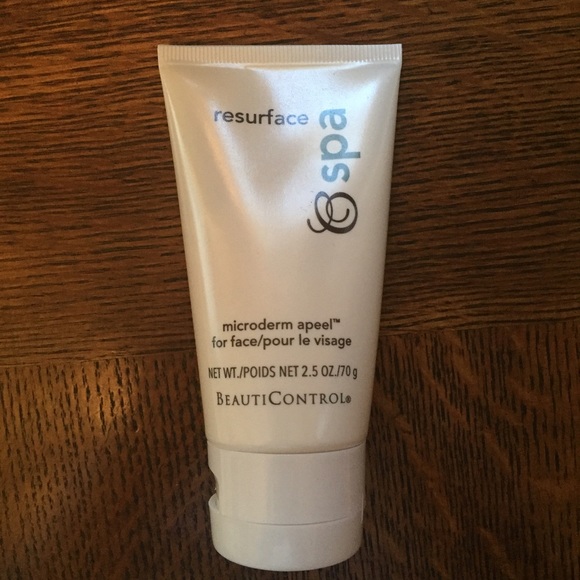 resurface
spa
microderm apeel™
for face/pour le visage
NET WT./POIDS NET 2.5 OZ./70 g
BEAUTICONTROL®